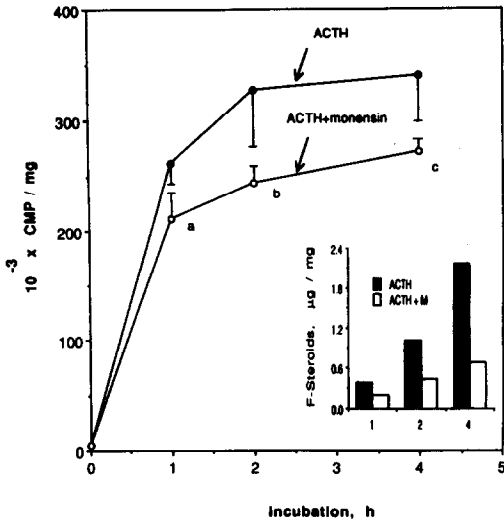 400
300
200
100
0
10 -3 x CMP / mg
ACTH
ACTH+monensin
a
b
c
2.4
1.8
1.2
0.6
0.0
F-Steroids, µg / mg
ACTH
ACTH + M
1 2 4
0 1 2 3 4 5
Incubation, h